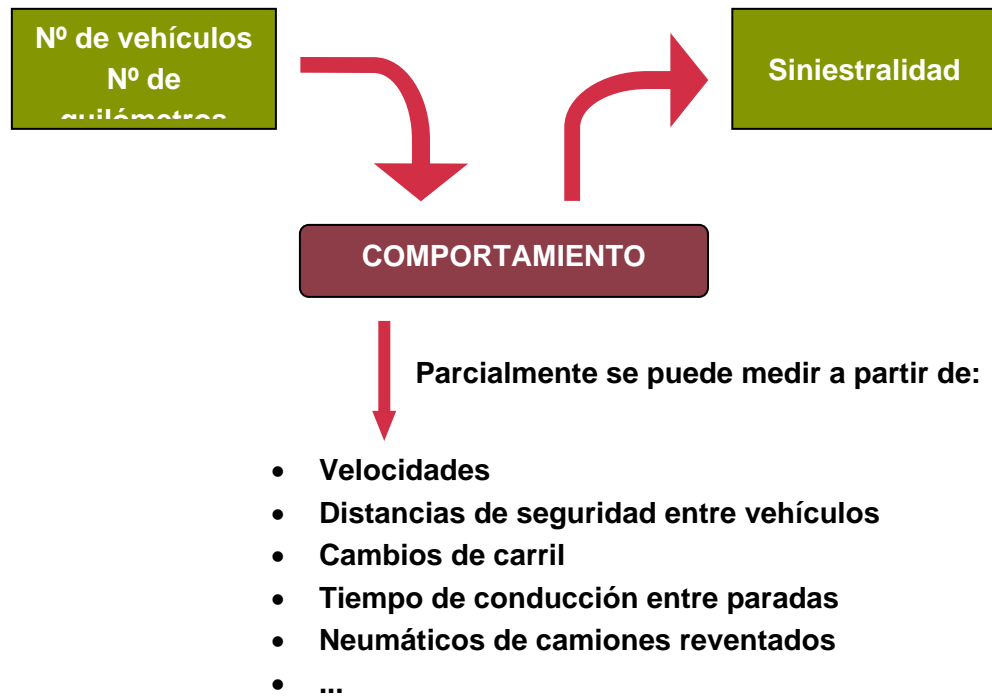 Nº de vehículos
Nº de
quilómetros
Siniestralidad
COMPORTAMIENTO
Parcialmente se puede medir a partir de:
• Velocidades
• Distancias de seguridad entre vehículos
• Cambios de carril
• Tiempo de conducción entre paradas
• Neumáticos de camiones reventados
• ...